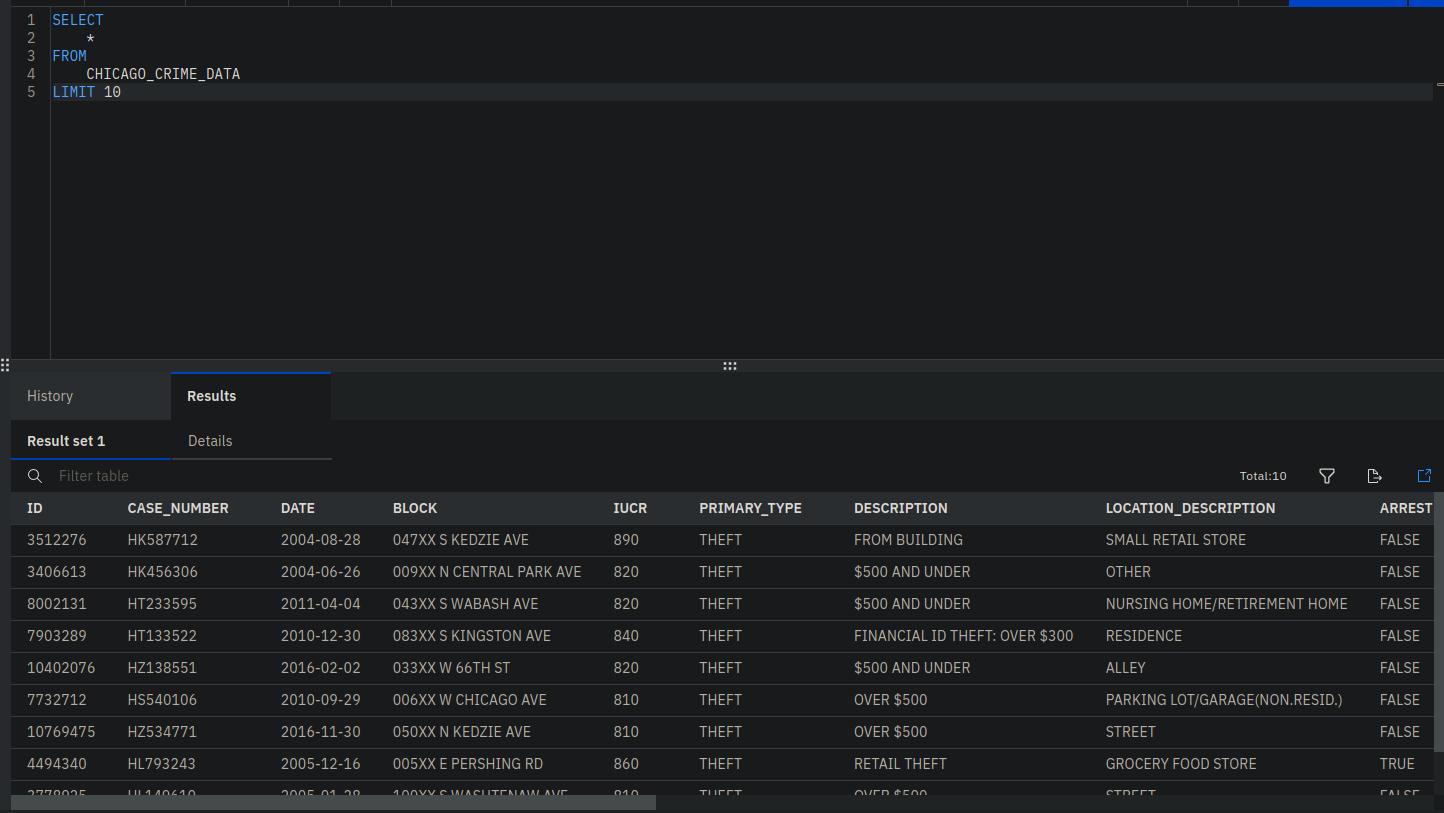 1 SELECT
2 *
3 FROM
4 CHICAGO_CRIME_DATA
5 LIMIT 10
History Results
Result set 1 Details
Filter table Total:10
ID CASE_NUMBER DATE BLOCK IUCR PRIMARY_TYPE DESCRIPTION LOCATION_DESCRIPTION ARREST
3512276 HK587712 2004-08-28 047XX S KEDZIE AVE 890 THEFT FROM BUILDING SMALL RETAIL STORE FALSE
3406613 HK456306 2004-06-26 009XX N CENTRAL PARK AVE 820 THEFT $500 AND UNDER OTHER FALSE
8002131 HT233595 2011-04-04 043XX S WABASH AVE 820 THEFT $500 AND UNDER NURSING HOME/RETIREMENT HOME FALSE
7903289 HT133522 2010-12-30 083XX S KINGSTON AVE 840 THEFT FINANCIAL ID THEFT: OVER $300 RESIDENCE FALSE
10402076 HZ138551 2016-02-02 033XX W 66TH ST 820 THEFT $500 AND UNDER ALLEY FALSE
7732712 HS540106 2010-09-29 006XX W CHICAGO AVE 810 THEFT OVER $500 PARKING LOT/GARAGE(NON.RESID.) FALSE
10769475 HZ534771 2016-11-30 050XX N KEDZIE AVE 810 THEFT OVER $500 STREET FALSE
4494340 HL793243 2005-12-16 005XX E PERSHING RD 860 THEFT RETAIL THEFT GROCERY FOOD STORE TRUE
THEFT OVER $500 STREET FALSE